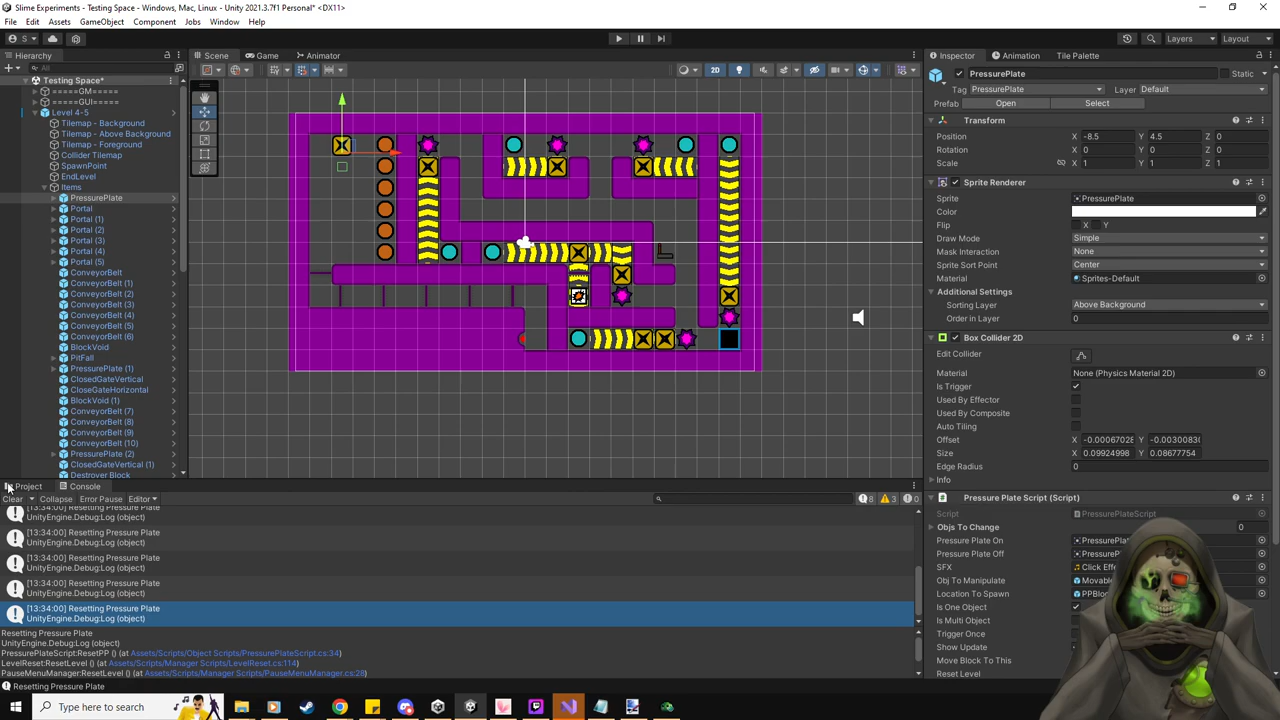 Slime Experiments - Testing Space - Windows, Mac, Linux - Unity 2021.3.7f1 Personal* <DX11>
File Edit Assets GameObject Component Jobs Window Help
S Layers Layout
Hierarchy Scene Game Animator Inspector Animation Tile Palette
All 2D
Testing Space*
=====GM=====
=====GUI=====
Level 4-5
Tilemap - Background
Tilemap - Above Background
Tilemap - Foreground
Collider Tilemap
SpawnPoint
EndLevel
Items
PressurePlate
Portal
Portal (1)
Portal (2)
Portal (3)
Portal (4)
Portal (5)
ConveyorBelt
ConveyorBelt (1)
ConveyorBelt (2)
ConveyorBelt (3)
ConveyorBelt (4)
ConveyorBelt (5)
ConveyorBelt (6)
BlockVoid
PitFall
PressurePlate (1)
ClosedGateVertical
CloseGateHorizontal
BlockVoid (1)
ConveyorBelt (7)
ConveyorBelt (8)
ConveyorBelt (9)
ConveyorBelt (10)
PressurePlate (2)
ClosedGateVertical (1)
Destroyer Block
PressurePlate Static
Tag PressurePlate Layer Default
Prefab Open Select
Transform
Position X -8.5 Y 4.5 Z 0
Rotation X 0 Y 0 Z 0
Scale X 1 Y 1 Z 1
Sprite Renderer
Sprite PressurePlate
Color
Flip X Y
Draw Mode Simple
Mask Interaction None
Sprite Sort Point Center
Material Sprites-Default
Additional Settings
Sorting Layer Above Background
Order in Layer 0
Box Collider 2D
Edit Collider
Material None (Physics Material 2D)
Is Trigger
Used By Effector
Used By Composite
Auto Tiling
Offset X -0.0006702 Y -0.0030083
Size X 0.09924998 Y 0.08677754
Edge Radius 0
Info
Pressure Plate Script (Script)
Script PressurePlateScript
Objs To Change 0
Pressure Plate On
Pressure Plate Off
SFX
Obj To Manipulate
Location To Spawn
Is One Object
Is Multi Object
Trigger Once
Show Update
Move Block To This
Reset Level
Project Console
Clear Collapse Error Pause Editor 8 3 0
[13:34:00] Resetting Pressure Plate
UnityEngine.Debug:Log (object)
[13:34:00] Resetting Pressure Plate
UnityEngine.Debug:Log (object)
[13:34:00] Resetting Pressure Plate
UnityEngine.Debug:Log (object)
[13:34:00] Resetting Pressure Plate
UnityEngine.Debug:Log (object)
[13:34:00] Resetting Pressure Plate
UnityEngine.Debug:Log (object)
Resetting Pressure Plate
UnityEngine.Debug:Log (object)
PressurePlateScript:ResetPP () (at Assets/Scripts/Object Scripts/PressurePlateScript.cs:34)
LevelReset:ResetLevel () (at Assets/Scripts/Manager Scripts/LevelReset.cs:114)
PauseMenuManager:ResetLevel () (at Assets/Scripts/Manager Scripts/PauseMenuManager.cs:28)
Resetting Pressure Plate
Type here to search